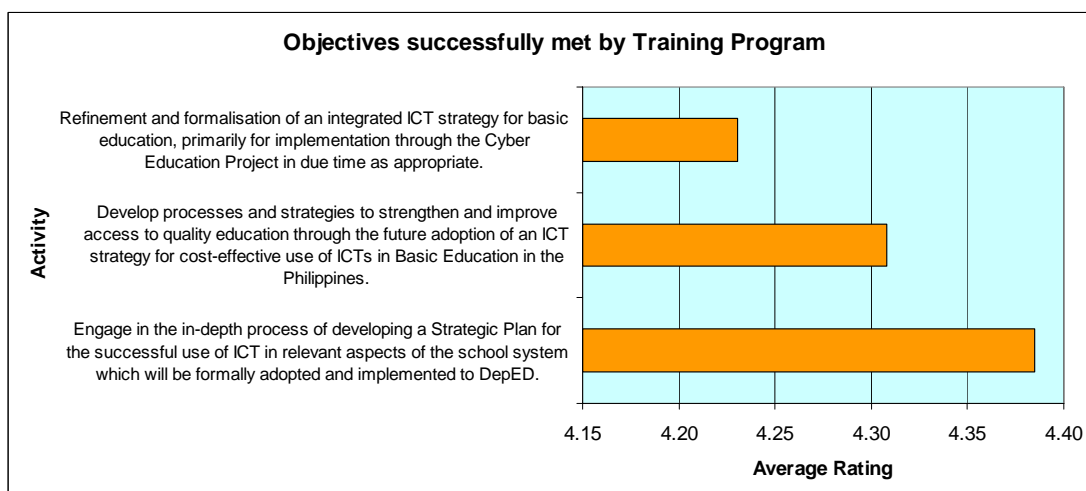 Objectives successfully met by Training Program
Refinement and formalisation of an integrated ICT strategy for basic
education, primarily for implementation through the Cyber
Education Project in due time as appropriate.
Develop processes and strategies to strengthen and improve
access to quality education through the future adoption of an ICT
strategy for cost-effective use of ICTs in Basic Education in the
Philippines.
Engage in the in-depth process of developing a Strategic Plan for
the successful use of ICT in relevant aspects of the school system
which will be formally adopted and implemented to DepED.
Activity
4.15 4.20 4.25 4.30 4.35 4.40
Average Rating